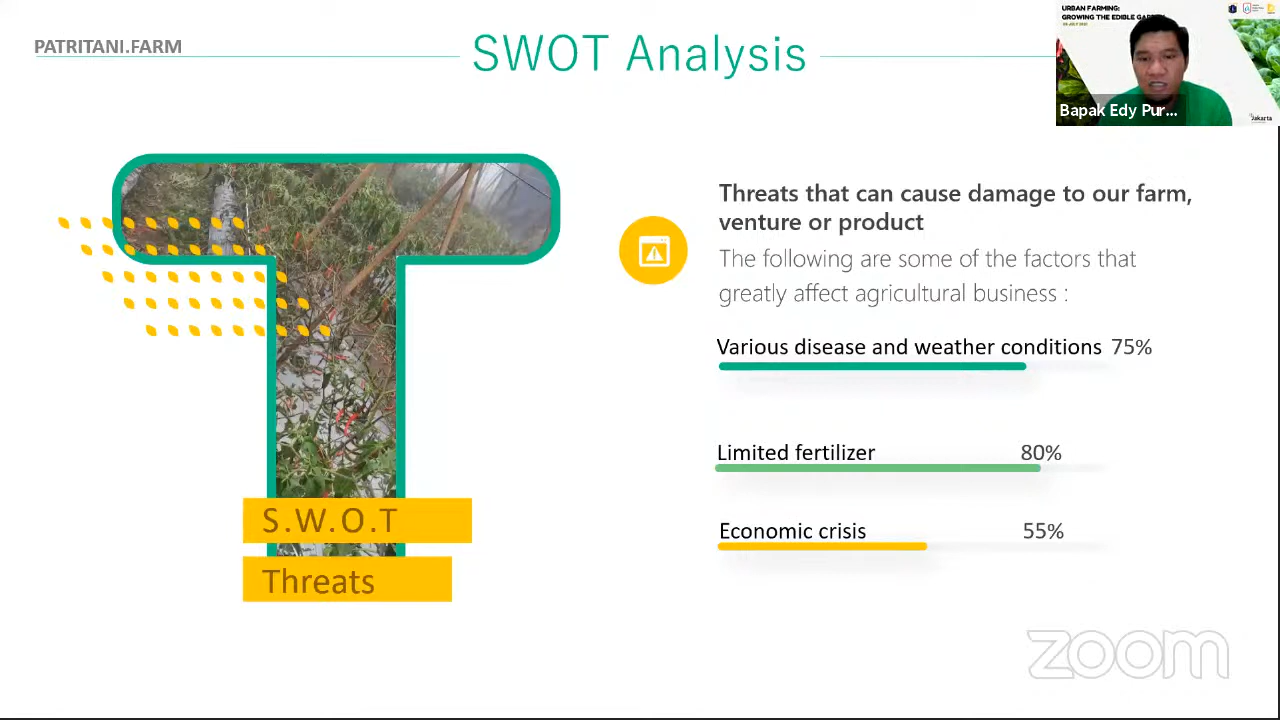 PATRITANI.FARM
SWOT Analysis
URBAN FARMING:
GROWING THE EDIBLE
Bapak Edy Pur...
Jakarta
Threats that can cause damage to our farm,
venture or product
The following are some of the factors that
greatly affect agricultural business :
Various disease and weather conditions 75%
Limited fertilizer 80%
Economic crisis 55%
S.W.O.T
Threats
zoom